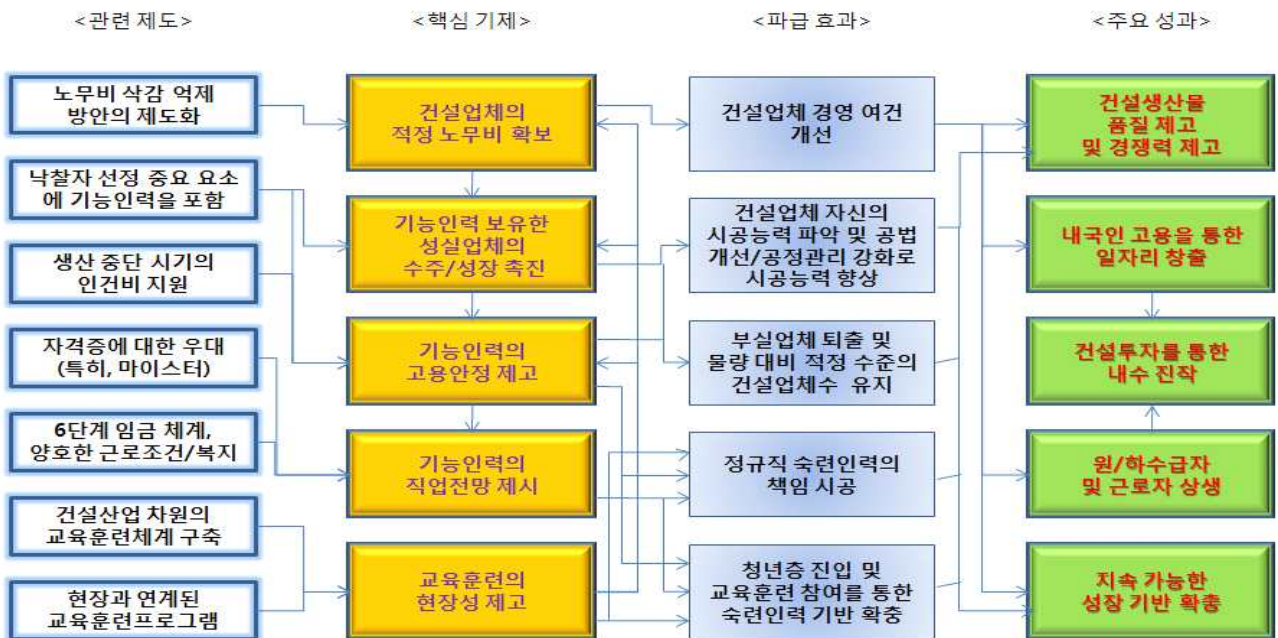 <관련 제도>
<핵심 기제>
<파급 효과>
<주요 성과>
노무비 삭감 억제
방안의 제도화
낙찰자 선정 중요 요소
에 기능인력을 포함
생산 중단 시기의
인건비 지원
자격증에 대한 우대
(특히, 마이스터)
6단계 임금 체계,
양호한 근로조건/복지
건설산업 차원의
교육훈련체계 구축
현장과 연계된
교육훈련프로그램
건설업체의
적정 노무비 확보
기능인력 보유한
성실업체의
수주/성장 촉진
기능인력의
고용안정 제고
기능인력의
직업전망 제시
교육훈련의
현장성 제고
건설업체 경영 여건
개선
건설업체 자신의
시공능력 파악 및 공법
개선/공정관리 강화로
시공능력 향상
부실업체 퇴출 및
물량 대비 적정 수준의
건설업체수 유지
정규직 숙련인력의
책임 시공
청년층 진입 및
교육훈련 참여를 통한
숙련인력 기반 확충
건설생산물
품질 제고
및 경쟁력 제고
내국인 고용을 통한
일자리 창출
건설투자를 통한
내수 진작
원/하수급자
및 근로자 상생
지속 가능한
성장 기반 확충